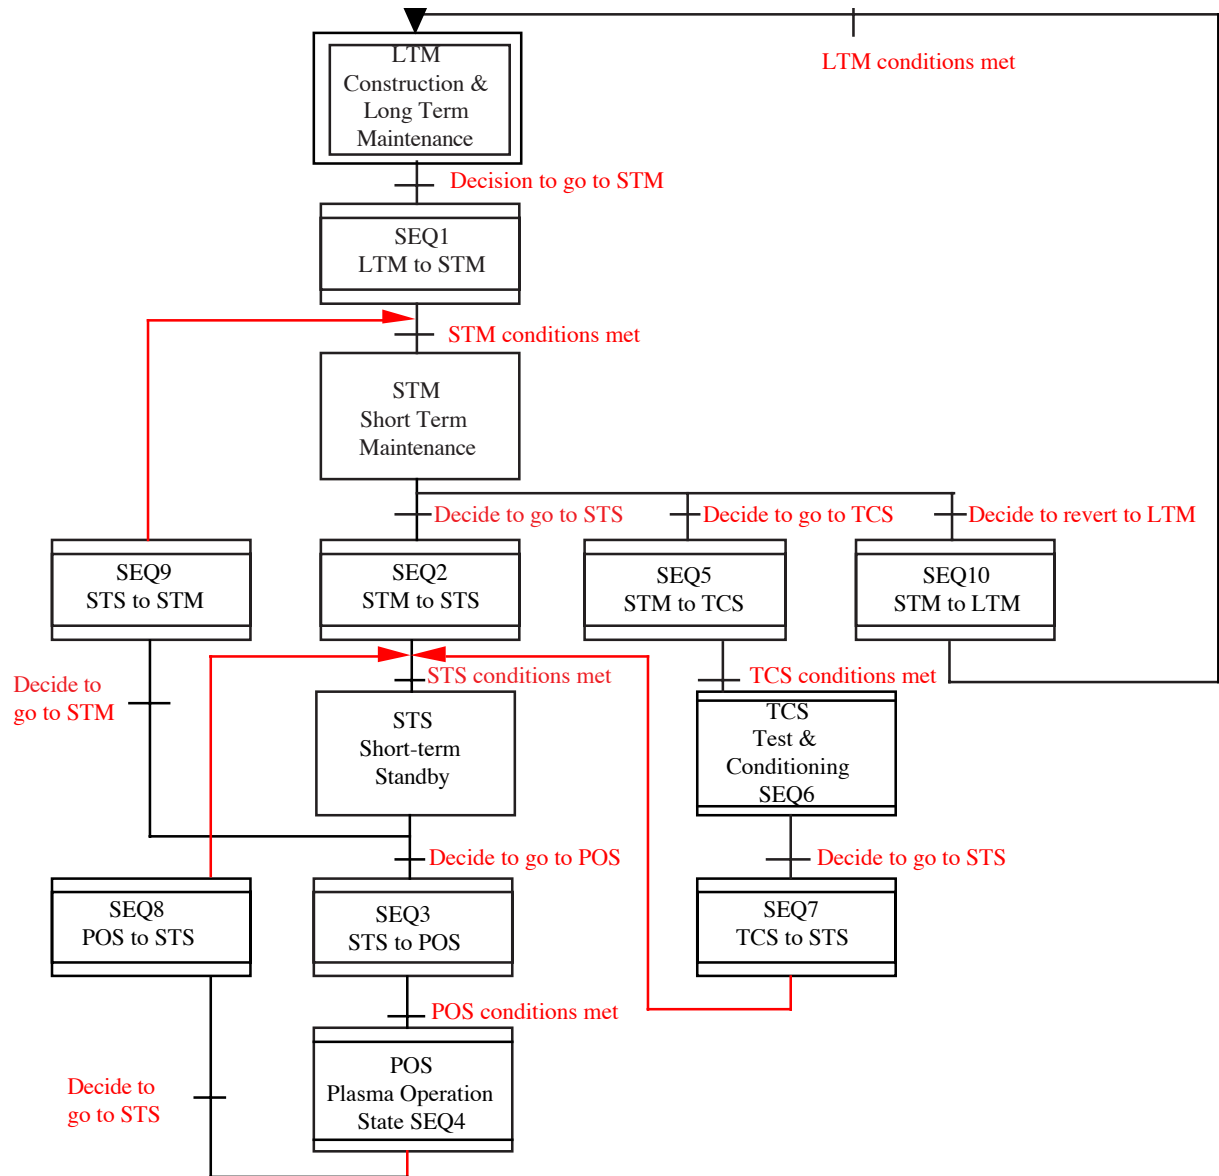 LTM
Construction &
Long Term
Maintenance
LTM conditions met
Decision to go to STM
SEQ1
LTM to STM
STM conditions met
STM
Short Term
Maintenance
Decide to go to STS
Decide to go to TCS
Decide to revert to LTM
SEQ9
STS to STM
SEQ2
STM to STS
SEQ5
STM to TCS
SEQ10
STM to LTM
Decide to
go to STM
STS conditions met
TCS conditions met
STS
Short-term
Standby
TCS
Test &
Conditioning
SEQ6
Decide to go to POS
Decide to go to STS
SEQ8
POS to STS
SEQ3
STS to POS
SEQ7
TCS to STS
POS conditions met
POS
Plasma Operation
State SEQ4
Decide to
go to STS